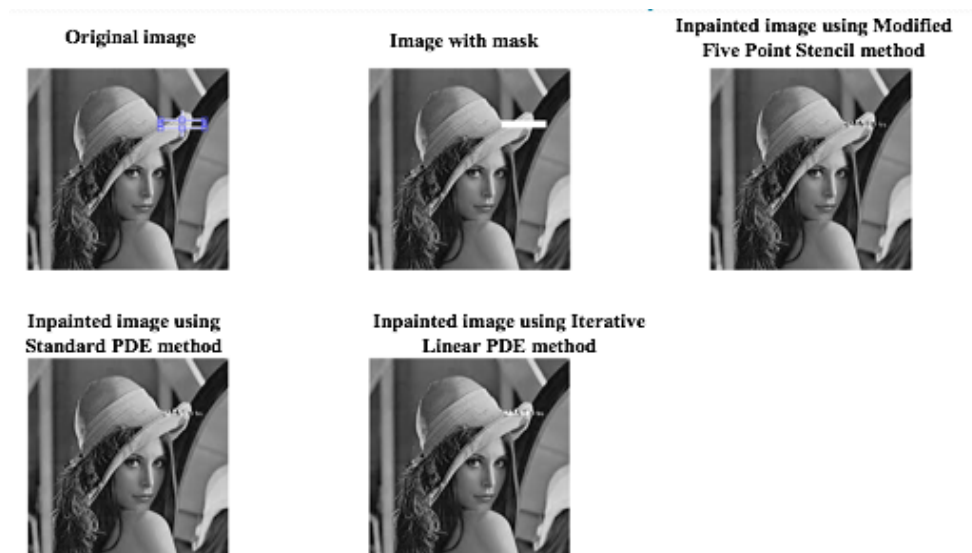 Original image
Image with mask
Inpainted image using Modified
Five Point Stencil method
Inpainted image using
Standard PDE method
Inpainted image using Iterative
Linear PDE method